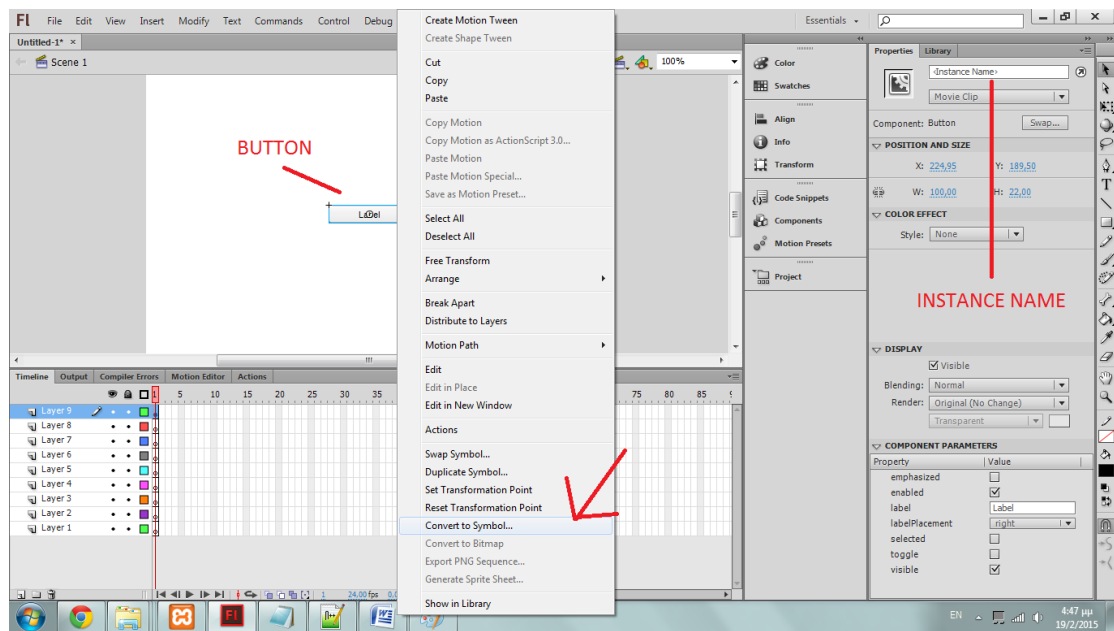 Fl File Edit View Insert Modify Text Commands Control Debug Essentials
Untitled-1* ×
Scene 1
100%
BUTTON
Label
Create Motion Tween
Create Shape Tween
Cut
Copy
Paste
Copy Motion
Copy Motion as ActionScript 3.0...
Paste Motion
Paste Motion Special...
Save as Motion Preset...
Select All
Deselect All
Free Transform
Arrange
Break Apart
Distribute to Layers
Motion Path
Edit
Edit in Place
Edit in New Window
Actions
Swap Symbol...
Duplicate Symbol...
Set Transformation Point
Reset Transformation Point
Convert to Symbol...
Convert to Bitmap
Export PNG Sequence...
Generate Sprite Sheet...
Show in Library
Color
Swatches
Align
Info
Transform
Code Snippets
Components
Motion Presets
Project
Properties Library
<Instance Name>
Movie Clip
Component: Button Swap...
POSITION AND SIZE
X: 224,95 Y: 189,50
W: 100,00 H: 22,00
COLOR EFFECT
Style: None
INSTANCE NAME
DISPLAY
Visible
Blending: Normal
Render: Original (No Change)
Transparent
COMPONENT PARAMETERS
Property Value
emphasized
enabled
label Label
labelPlacement right
selected
toggle
visible
Timeline Output Compiler Errors Motion Editor Actions
1 5 10 15 20 25 30 35 75 80 85
Layer 9
Layer 8
Layer 7
Layer 6
Layer 5
Layer 4
Layer 3
Layer 2
Layer 1
1 24,00 fps
Fl
EN
4:47 μμ
19/2/2015